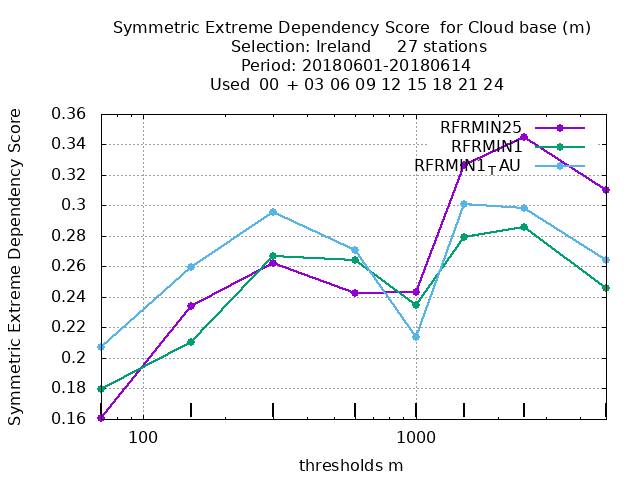 Symmetric Extreme Dependency Score for Cloud base (m)
Selection: Ireland 27 stations
Period: 20180601-20180614
Used 00 + 03 06 09 12 15 18 21 24
Symmetric Extreme Dependency Score
0.36
0.34
0.32
0.3
0.28
0.26
0.24
0.22
0.2
0.18
0.16
RFRMIN25
RFRMIN1
RFRMIN1TAU
100
1000
thresholds m